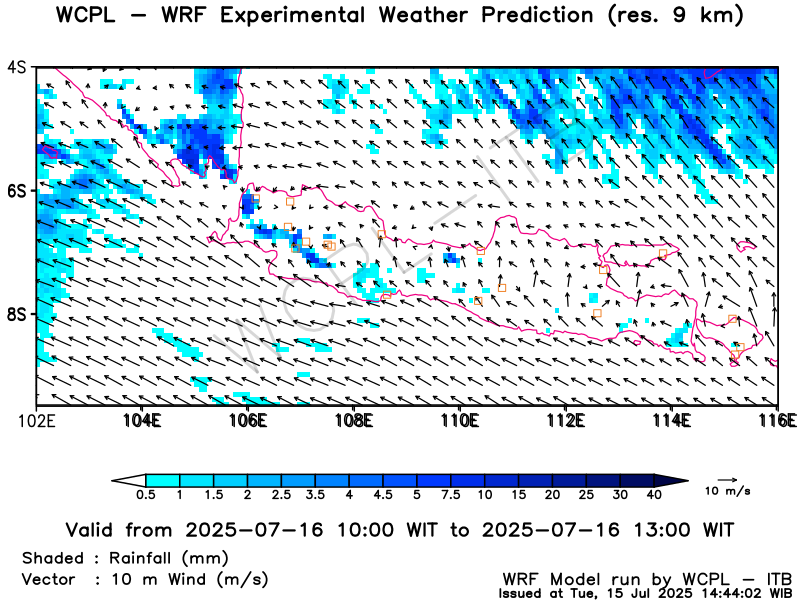 WCPL – WRF Experimental Weather Prediction (res. 9 km)
4S
6S
8S
WCPL-ITB
102E 104E 106E 108E 110E 112E 114E 116E
0.5 1 1.5 2 2.5 3.5 4 4.5 5 7.5 10 15 20 25 30 40
10 m/s
Valid from 2025-07-16 10:00 WIT to 2025-07-16 13:00 WIT
Shaded : Rainfall (mm)
Vector : 10 m Wind (m/s)
WRF Model run by WCPL – ITB
Issued at Tue, 15 Jul 2025 14:44:02 WIB